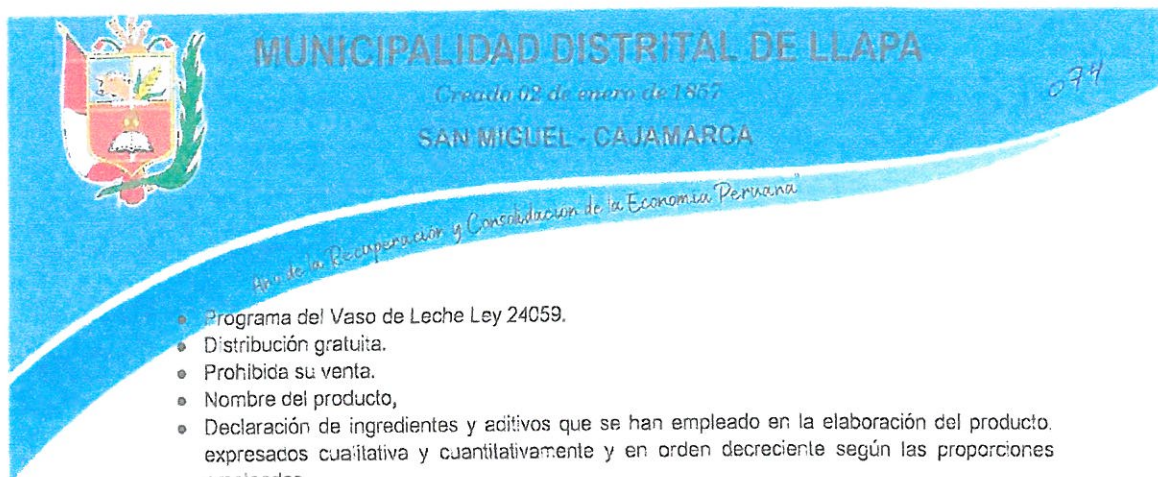 MUNICIPALIDAD DISTRITAL DE LLAPA
Creado 02 de enero de 1857
074
SAN MIGUEL - CAJAMARCA
Año de la Recuperación y Consolidación de la Economía Peruana"
• Programa del Vaso de Leche Ley 24059.
• Distribución gratuita.
• Prohibida su venta.
• Nombre del producto,
• Declaración de ingredientes y aditivos que se han empleado en la elaboración del producto.
expresados cualitativa y cuantitativamente y en orden decreciente según las proporciones